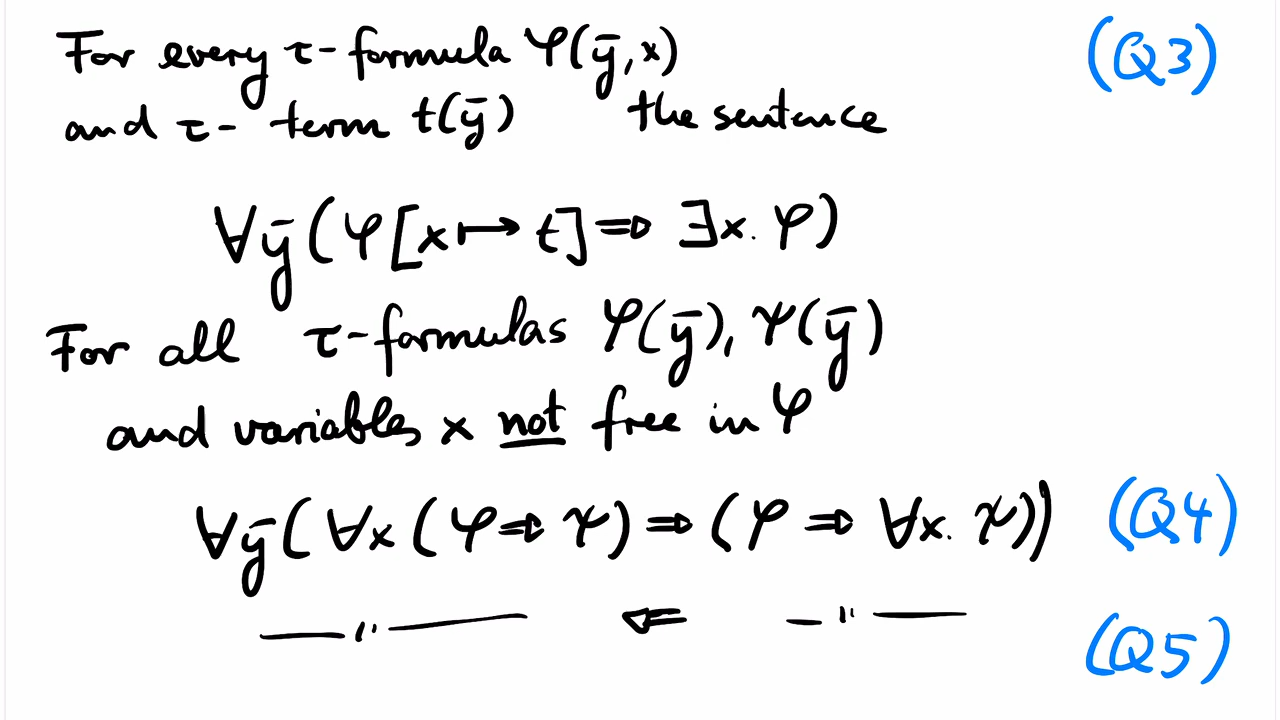 For every τ-formula φ(ȳ,x) (Q3)
and τ-term t(ȳ) the sentence
∀ȳ(φ[x↦t]⇒∃x.φ)
For all τ-formulas φ(ȳ), ψ(ȳ)
and variables x not free in φ
∀ȳ(∀x(φ⇒ψ)⇒(φ⇒∀x.ψ)) (Q4)
—〃— ⇐ —〃— (Q5)